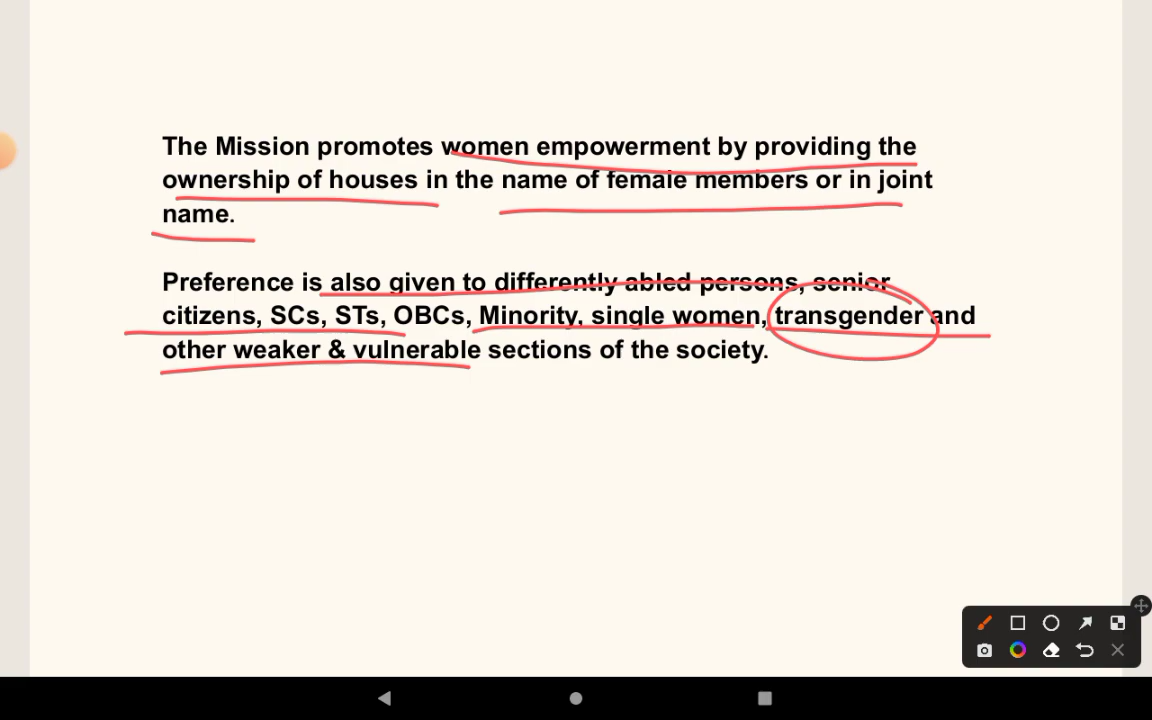 The Mission promotes women empowerment by providing the
ownership of houses in the name of female members or in joint
name.
Preference is also given to differently abled persons, senior
citizens, SCs, STs, OBCs, Minority, single women, transgender and
other weaker & vulnerable sections of the society.